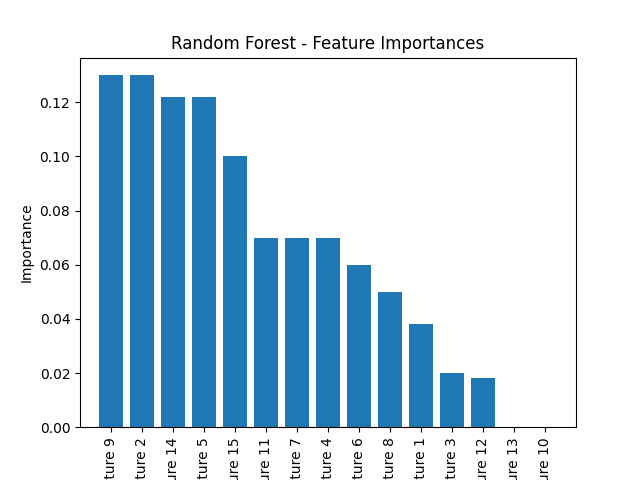 Random Forest - Feature Importances
Importance
0.12
0.10
0.08
0.06
0.04
0.02
0.00
ture 9
ture 2
ure 14
ture 5
ure 15
ure 11
ture 7
ture 4
ture 6
ture 8
ture 1
ture 3
ure 12
ure 13
ure 10